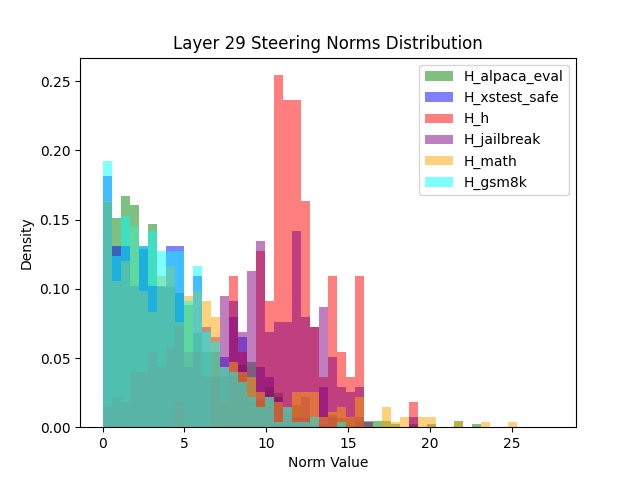 Layer 29 Steering Norms Distribution
H_alpaca_eval
H_xstest_safe
H_h
H_jailbreak
H_math
H_gsm8k
Density
0.25
0.20
0.15
0.10
0.05
0.00
0 5 10 15 20 25
Norm Value